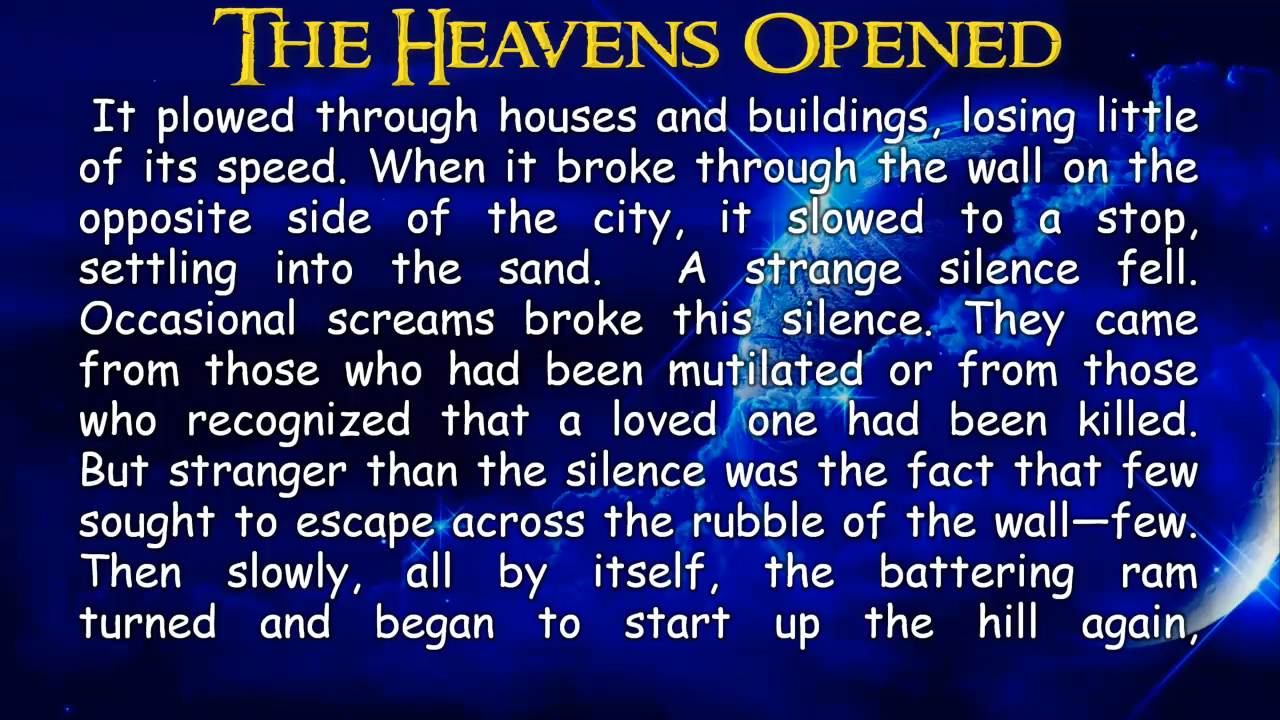 THE HEAVENS OPENED
It plowed through houses and buildings, losing little
of its speed. When it broke through the wall on the
opposite side of the city, it slowed to a stop,
settling into the sand. A strange silence fell.
Occasional screams broke this silence. They came
from those who had been mutilated or from those
who recognized that a loved one had been killed.
But stranger than the silence was the fact that few
sought to escape across the rubble of the wall—few.
Then slowly, all by itself, the battering ram
turned and began to start up the hill again,